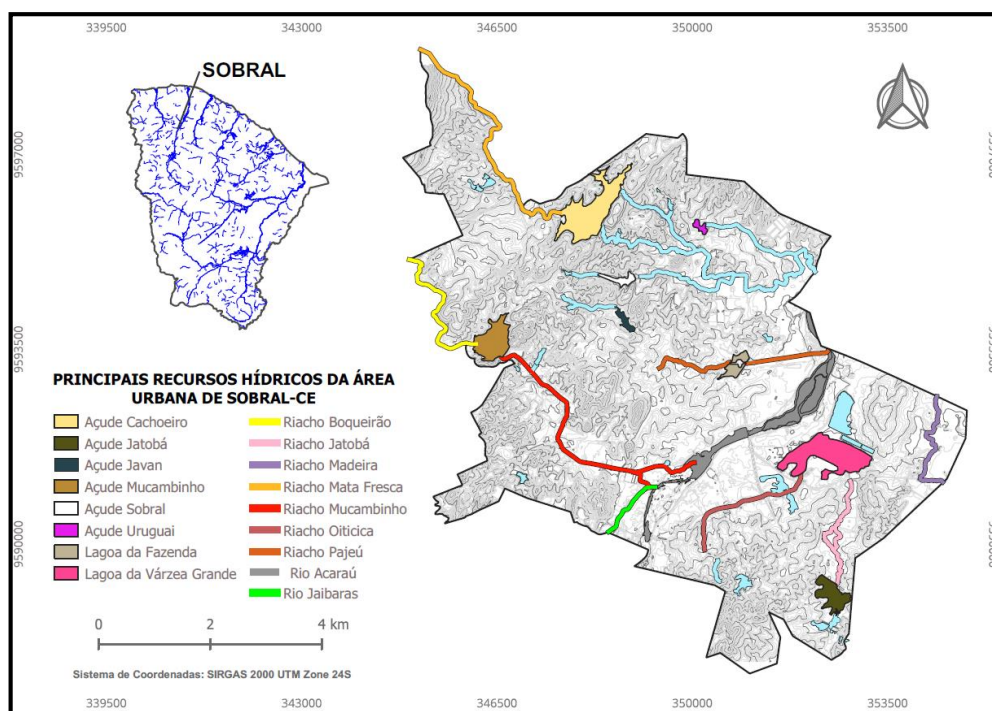 339500 343000 346500 350000 353500
SOBRAL
9597000 9597000
9593500 9593500
PRINCIPAIS RECURSOS HÍDRICOS DA ÁREA
URBANA DE SOBRAL-CE
Açude Cachoeiro
Açude Jatobá
Açude Javan
Açude Mucambinho
Açude Sobral
Açude Uruguai
Lagoa da Fazenda
Lagoa da Várzea Grande
Riacho Boqueirão
Riacho Jatobá
Riacho Madeira
Riacho Mata Fresca
Riacho Mucambinho
Riacho Oiticica
Riacho Pajeú
Rio Acaraú
Rio Jaibaras
9590000 9590000
0 2 4 km
Sistema de Coordenadas: SIRGAS 2000 UTM Zone 24S
339500 343000 346500 350000 353500